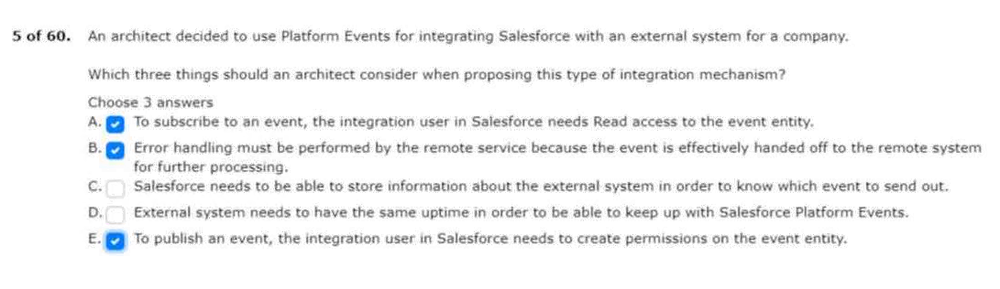 5 of 60. An architect decided to use Platform Events for integrating Salesforce with an external system for a company.
Which three things should an architect consider when proposing this type of integration mechanism?
Choose 3 answers
A. To subscribe to an event, the integration user in Salesforce needs Read access to the event entity.
B. Error handling must be performed by the remote service because the event is effectively handed off to the remote system
for further processing.
C. Salesforce needs to be able to store information about the external system in order to know which event to send out.
D. External system needs to have the same uptime in order to be able to keep up with Salesforce Platform Events.
E. To publish an event, the integration user in Salesforce needs to create permissions on the event entity.